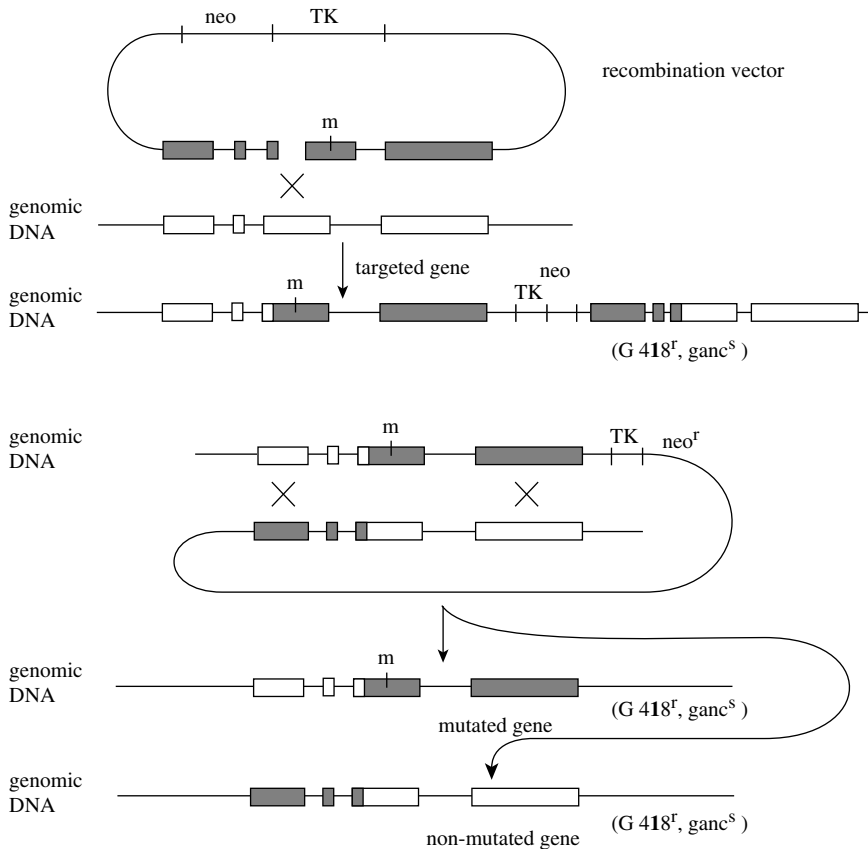 neo TK
recombination vector
m
genomic
DNA
targeted gene
neo
m
TK
genomic
DNA
(G 418ʳ, gancˢ )
genomic
DNA
m
TK
neoʳ
genomic
DNA
m
(G 418ʳ, gancˢ )
mutated gene
genomic
DNA
(G 418ʳ, gancˢ )
non-mutated gene